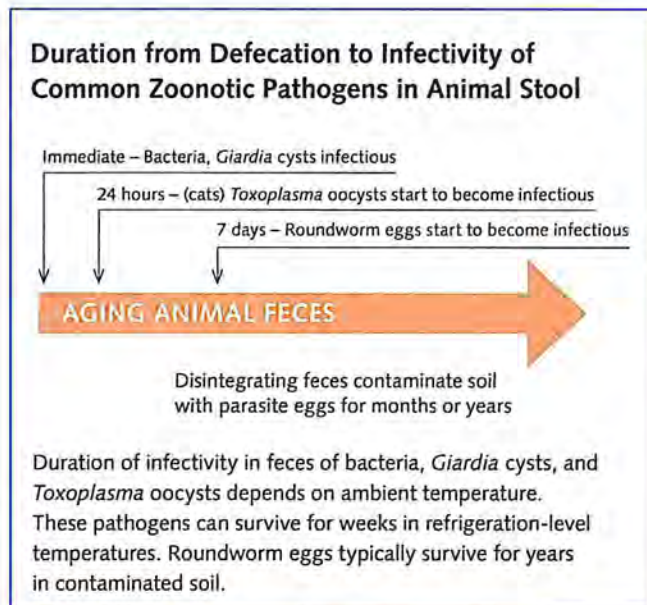 Duration from Defecation to Infectivity of
Common Zoonotic Pathogens in Animal Stool
Immediate – Bacteria, Giardia cysts infectious
24 hours – (cats) Toxoplasma oocysts start to become infectious
7 days – Roundworm eggs start to become infectious
AGING ANIMAL FECES
Disintegrating feces contaminate soil
with parasite eggs for months or years
Duration of infectivity in feces of bacteria, Giardia cysts, and
Toxoplasma oocysts depends on ambient temperature.
These pathogens can survive for weeks in refrigeration-level
temperatures. Roundworm eggs typically survive for years
in contaminated soil.